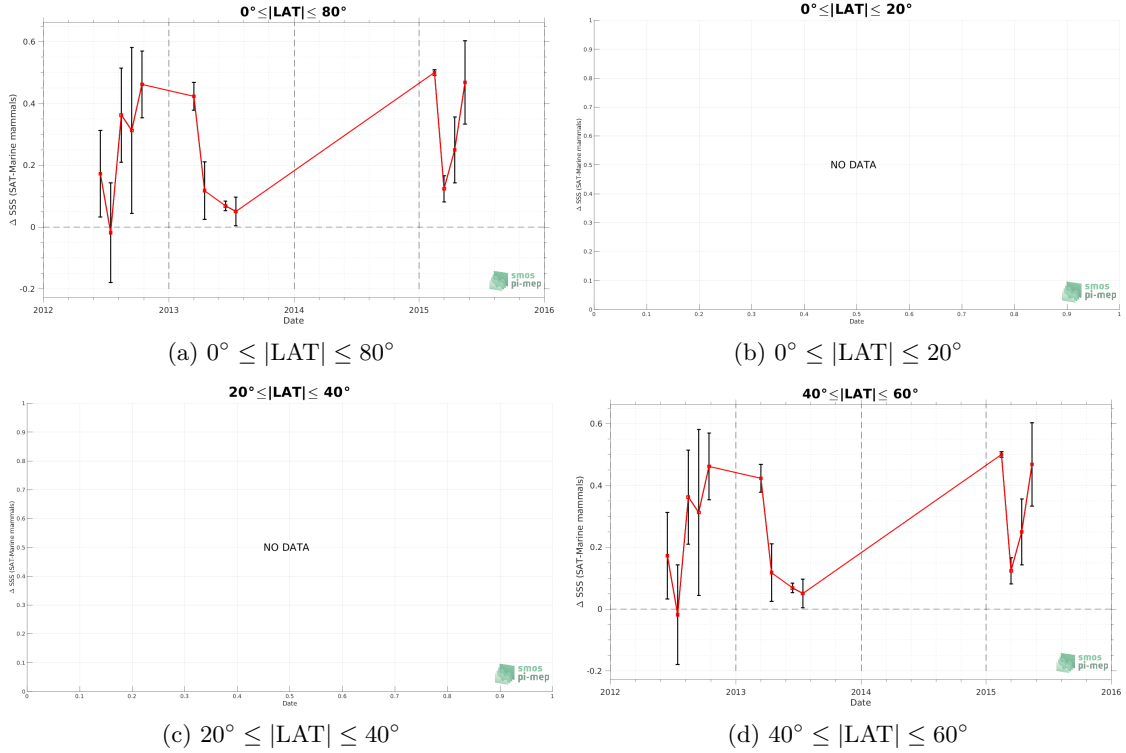 0°≤|LAT|≤ 80°
Δ SSS (SAT-Marine mammals)
0.6
0.4
0.2
0
-0.2
2012 2013 2014 2015 2016
Date
smos
pi-mep
(a) 0° ≤ |LAT| ≤ 80°
0°≤|LAT|≤ 20°
Δ SSS (SAT-Marine mammals)
1
0.9
0.8
0.7
0.6
0.5
0.4
0.3
0.2
0.1
0
NO DATA
0 0.1 0.2 0.3 0.4 0.5 0.6 0.7 0.8 0.9 1
Date
smos
pi-mep
(b) 0° ≤ |LAT| ≤ 20°
20°≤|LAT|≤ 40°
Δ SSS (SAT-Marine mammals)
1
0.9
0.8
0.7
0.6
0.5
0.4
0.3
0.2
0.1
0
NO DATA
0 0.1 0.2 0.3 0.4 0.5 0.6 0.7 0.8 0.9 1
Date
smos
pi-mep
(c) 20° ≤ |LAT| ≤ 40°
40°≤|LAT|≤ 60°
Δ SSS (SAT-Marine mammals)
0.6
0.4
0.2
0
-0.2
2012 2013 2014 2015 2016
Date
smos
pi-mep
(d) 40° ≤ |LAT| ≤ 60°